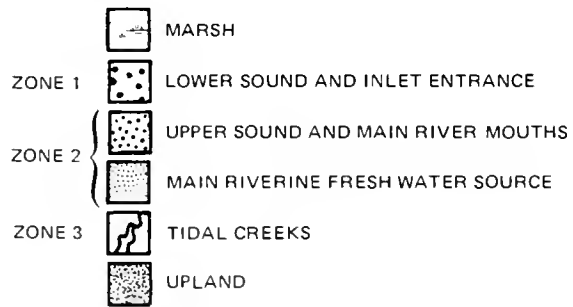 MARSH
ZONE 1 LOWER SOUND AND INLET ENTRANCE
UPPER SOUND AND MAIN RIVER MOUTHS
ZONE 2
MAIN RIVERINE FRESH WATER SOURCE
ZONE 3 TIDAL CREEKS
UPLAND